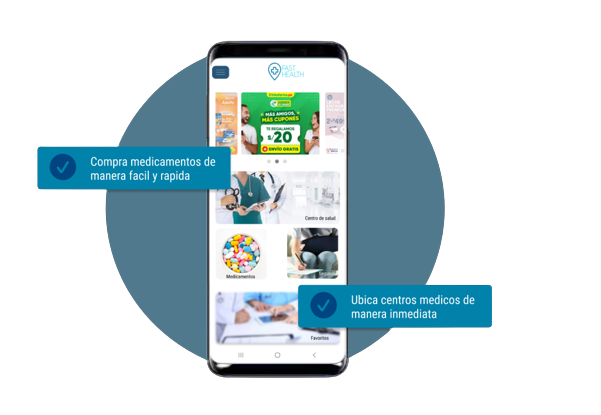 FAST
HEALTH
MÁS AMIGOS,
MÁS CUPONES
TE REGALAMOS
S/20
ENVÍO GRATIS
Compra medicamentos de
manera facil y rapida
Centro de salud
Medicamentos
Ubica centros medicos de
manera inmediata
Favoritos